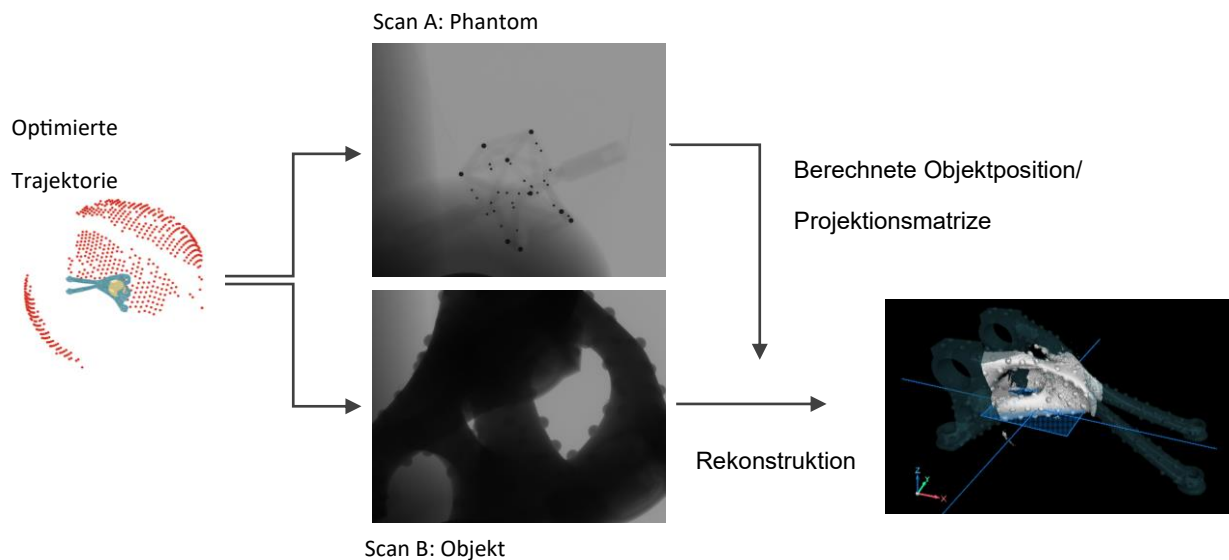 Scan A: Phantom
Optimierte
Trajektorie
Berechnete Objektposition/
Projektionsmatrize
Rekonstruktion
Z
Y
X
Scan B: Objekt